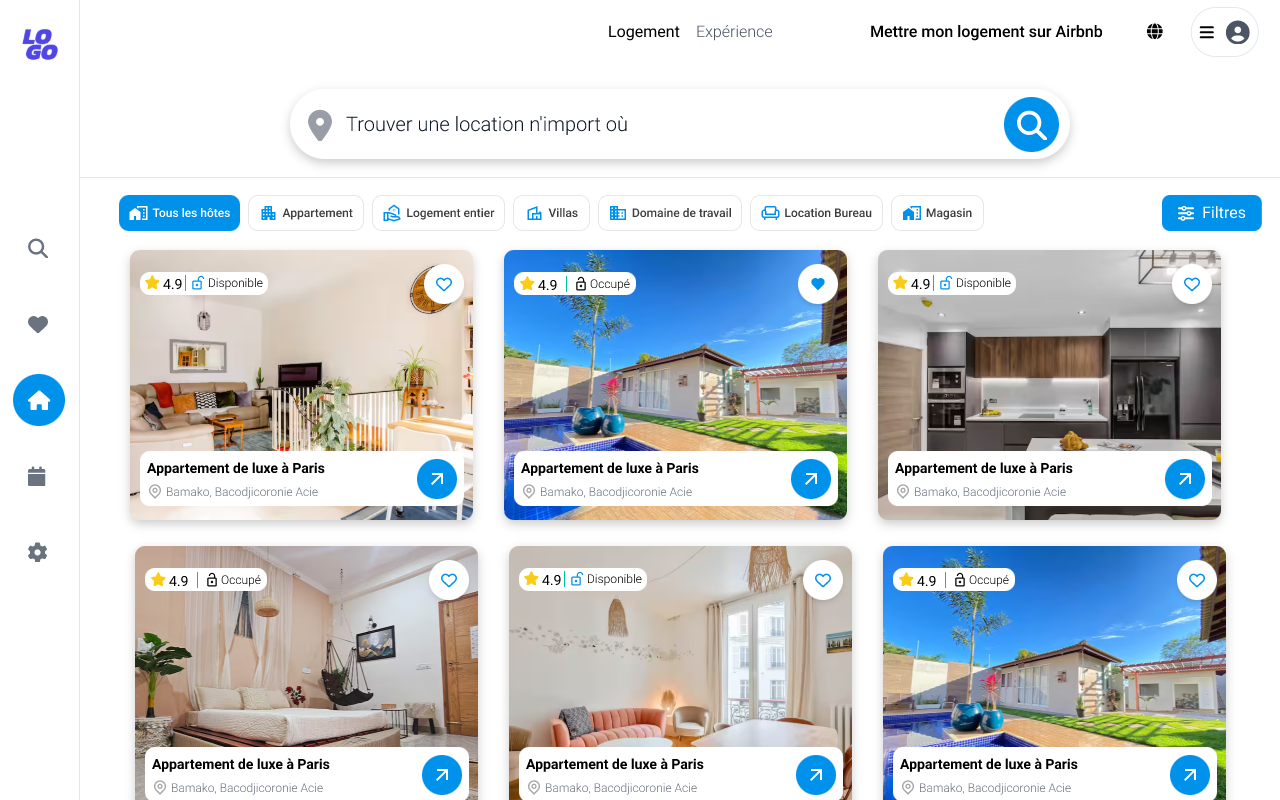 LO
GO
Logement Expérience Mettre mon logement sur Airbnb
Trouver une location n'import où
Tous les hôtes Appartement Logement entier Villas Domaine de travail Location Bureau Magasin Filtres
4.9 Disponible
Appartement de luxe à Paris
Bamako, Bacodjicoronie Acie
4.9 Occupé
Appartement de luxe à Paris
Bamako, Bacodjicoronie Acie
4.9 Disponible
Appartement de luxe à Paris
Bamako, Bacodjicoronie Acie
4.9 Occupé
Appartement de luxe à Paris
Bamako, Bacodjicoronie Acie
4.9 Disponible
Appartement de luxe à Paris
Bamako, Bacodjicoronie Acie
4.9 Occupé
Appartement de luxe à Paris
Bamako, Bacodjicoronie Acie